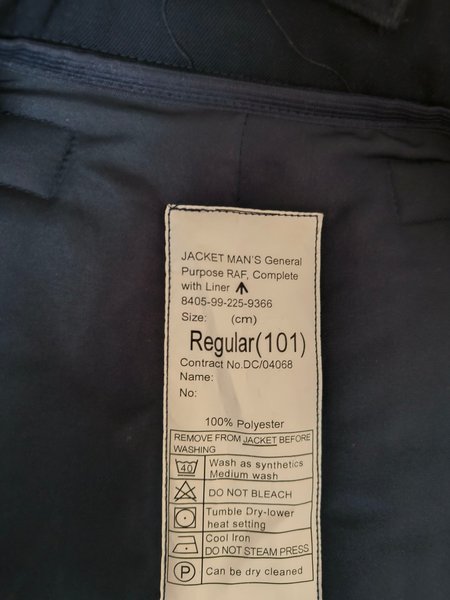 JACKET MAN'S General
Purpose RAF, Complete
with Liner
8405-99-225-9366
Size: (cm)
Regular(101)
Contract No.DC/04068
Name:
No:
100% Polyester
REMOVE FROM JACKET BEFORE
WASHING
40
Wash as synthetics
Medium wash
DO NOT BLEACH
Tumble Dry-lower
heat setting
Cool Iron
DO NOT STEAM PRESS
P
Can be dry cleaned